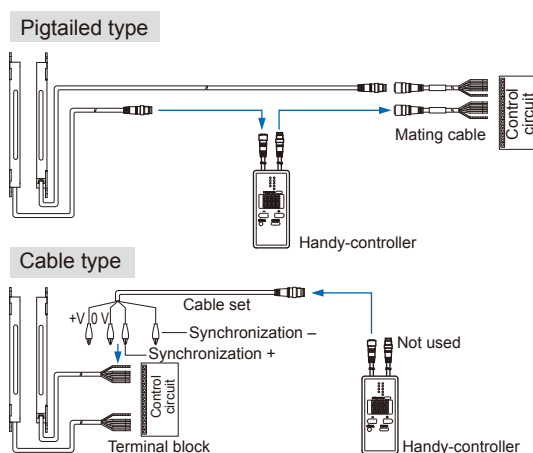 Pigtailed type
Control
circuit
Mating cable
Handy-controller
Cable type
+V 0 V
Cable set
Synchronization –
Synchronization +
Not used
Control
circuit
Terminal block
Handy-controller